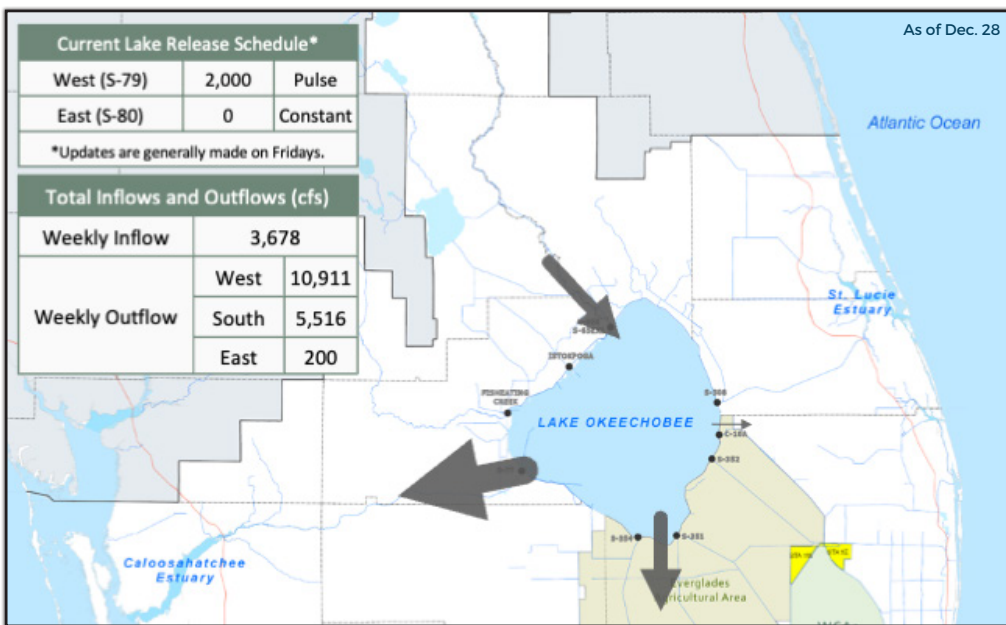 As of Dec. 28
Current Lake Release Schedule*
West (S-79) 2,000 Pulse
East (S-80) 0 Constant
*Updates are generally made on Fridays.
Total Inflows and Outflows (cfs)
Weekly Inflow 3,678
Weekly Outflow
West 10,911
South 5,516
East 200
Atlantic Ocean
St. Lucie
Estuary
ISTOKPOGA
FISHEATING
CREEK
S-308
LAKE OKEECHOBEE
C-10A
S-352
S-354
S-351
Caloosahatchee
Estuary
Everglades
Agricultural Area